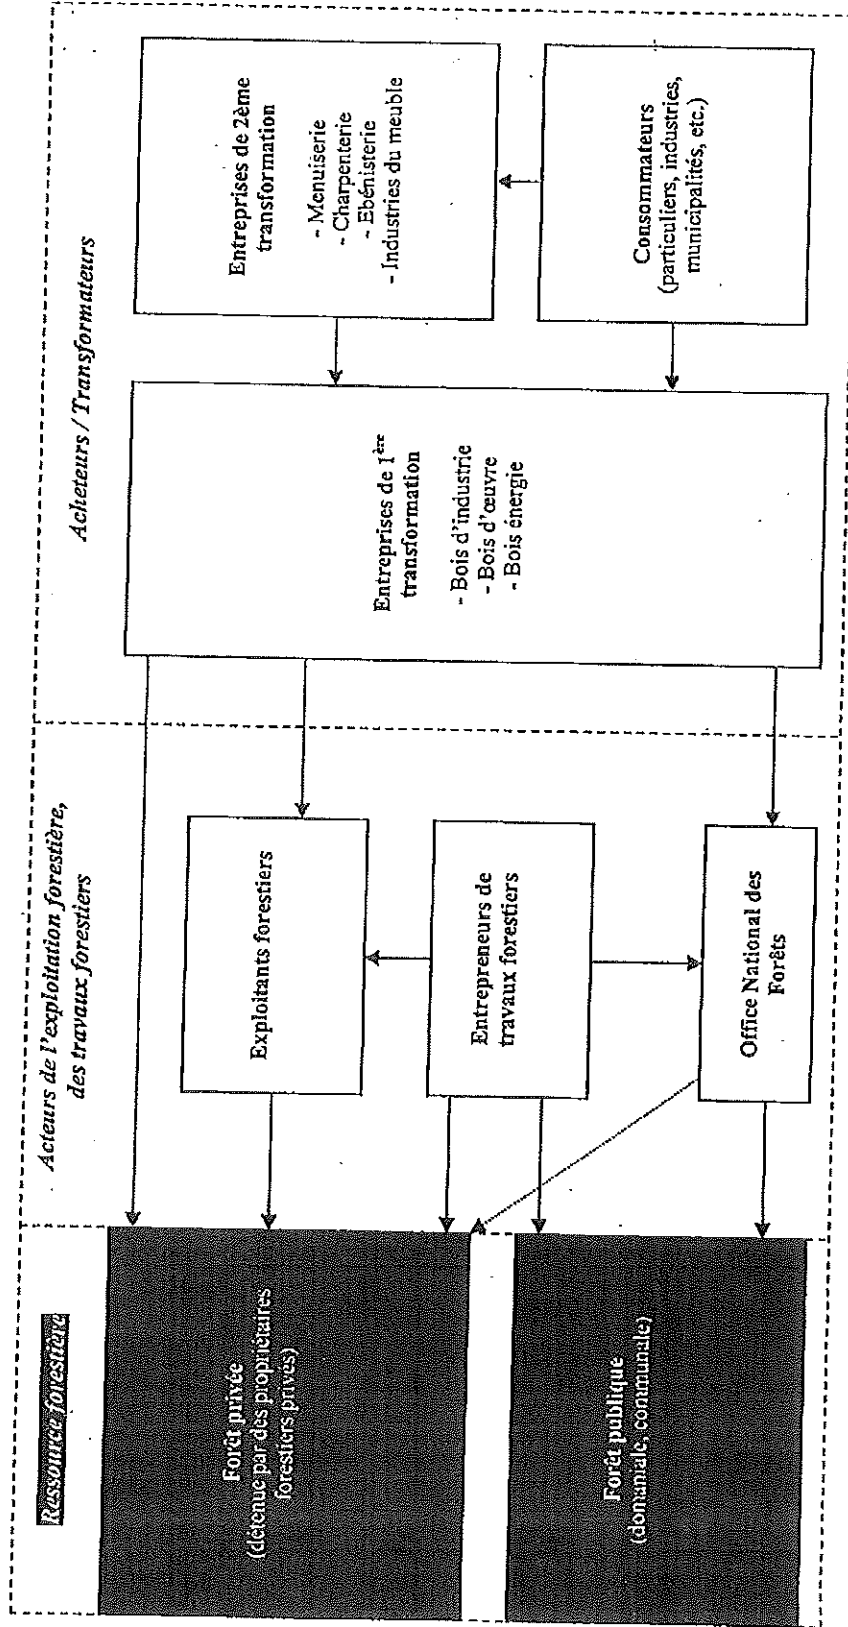 Ressource forestière
Forêt privée
(détenue par des propriétaires
forestiers privés)
Forêt publique
(domaniale, communale)
Acteurs de l'exploitation forestière,
des travaux forestiers
Exploitants forestiers
Entrepreneurs de
travaux forestiers
Office National des
Forêts
Acheteurs / Transformateurs
Entreprises de 1ère
transformation
- Bois d'industrie
- Bois d'œuvre
- Bois énergie
Entreprises de 2ème
transformation
- Menuiserie
- Charpenterie
- Ebénisterie
- Industries du meuble
Consommateurs
(particuliers, industries,
municipalités, etc.)